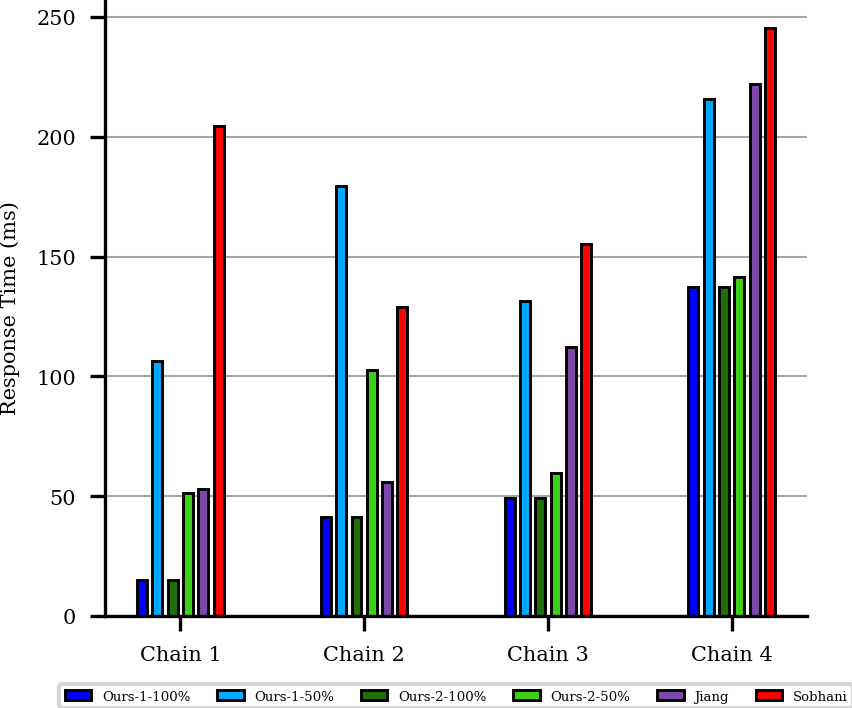 Response Time (ms)
250
200
150
100
50
0
Chain 1 Chain 2 Chain 3 Chain 4
Ours-1-100% Ours-1-50% Ours-2-100% Ours-2-50% Jiang Sobhani